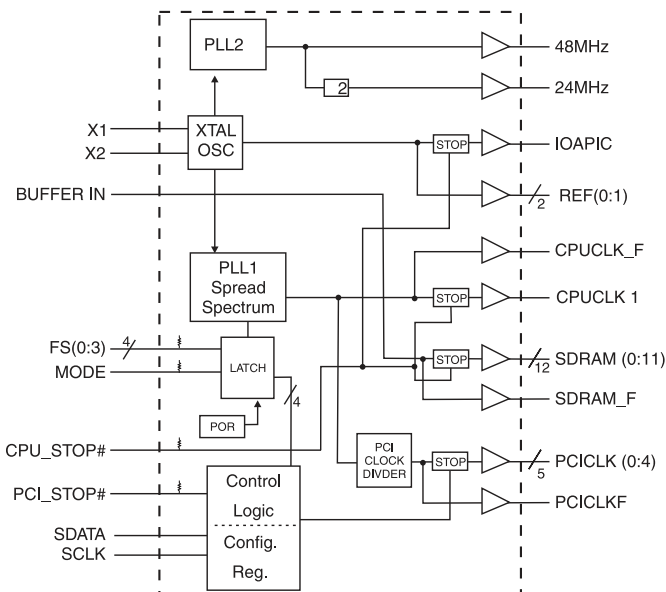 PLL2
48MHz
2
24MHz
X1
X2
XTAL
OSC
STOP
IOAPIC
BUFFER IN
2
REF(0:1)
PLL1
Spread
Spectrum
CPUCLK_F
STOP
CPUCLK 1
FS(0:3)
4
MODE
LATCH
4
STOP
12
SDRAM (0:11)
SDRAM_F
POR
CPU_STOP#
PCI
CLOCK
DIVDER
STOP
5
PCICLK (0:4)
PCICLKF
PCI_STOP#
SDATA
SCLK
Control
Logic
Config.
Reg.